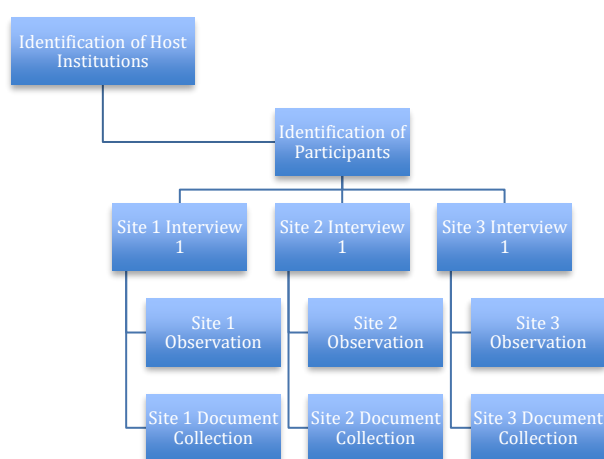 Identification of Host
Institutions
Identification of
Participants
Site 1 Interview
1
Site 2 Interview
1
Site 3 Interview
1
Site 1
Observation
Site 2
Observation
Site 3
Observation
Site 1 Document
Collection
Site 2 Document
Collection
Site 3 Document
Collection